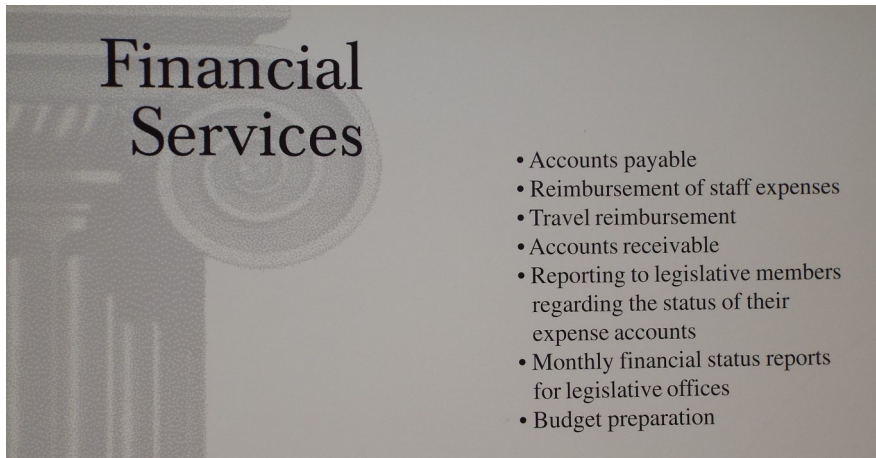 Financial
Services
• Accounts payable
• Reimbursement of staff expenses
• Travel reimbursement
• Accounts receivable
• Reporting to legislative members
regarding the status of their
expense accounts
• Monthly financial status reports
for legislative offices
• Budget preparation